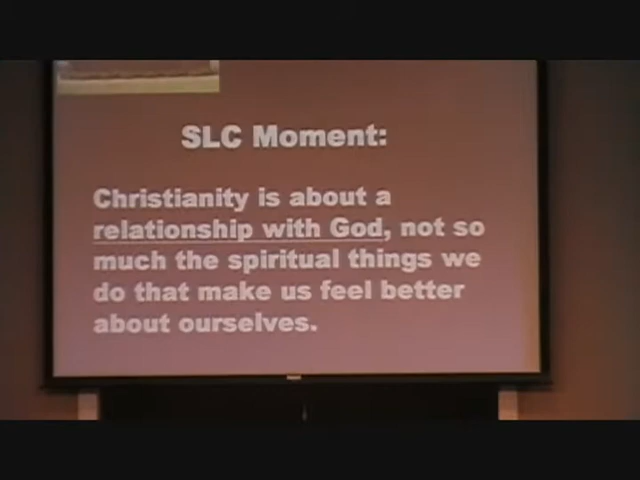 SLC Moment:
Christianity is about a
relationship with God, not so
much the spiritual things we
do that make us feel better
about ourselves.